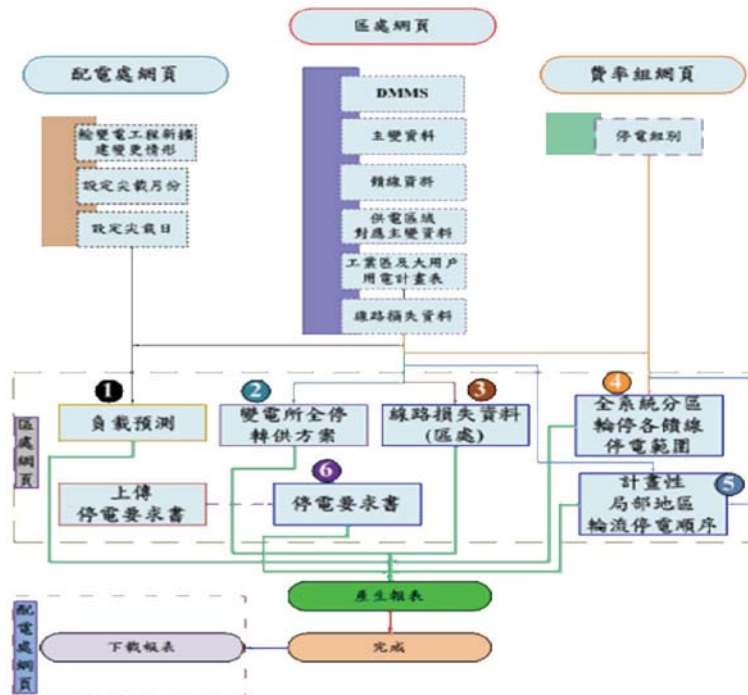 區處網頁
配電處網頁
費率組網頁
輸變電工程新擴
建變更情形
設定尖載月份
設定尖載日
DMMS
主變資料
饋線資料
供電區域
對應主變資料
工業區及大用戶
用電計畫表
線路損失資料
停電組別
區處網頁
1
負載預測
2
變電所全停
轉供方案
3
線路損失資料
(區處)
4
全系統分區
輪停各饋線
停電範圍
上傳
停電要求書
6
停電要求書
5
計畫性
局部地區
輪流停電順序
產生報表
配電處網頁
下載報表
完成